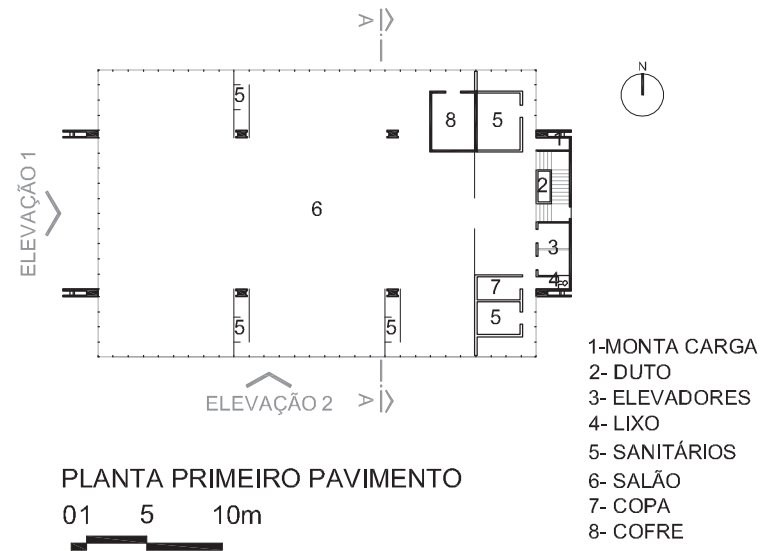 A
N
5
8
5
1
2
ELEVAÇÃO 1
6
3
4
7
5
5
5
ELEVAÇÃO 2
A
1-MONTA CARGA
2- DUTO
3- ELEVADORES
4- LIXO
5- SANITÁRIOS
6- SALÃO
7- COPA
8- COFRE
PLANTA PRIMEIRO PAVIMENTO
01 5 10m